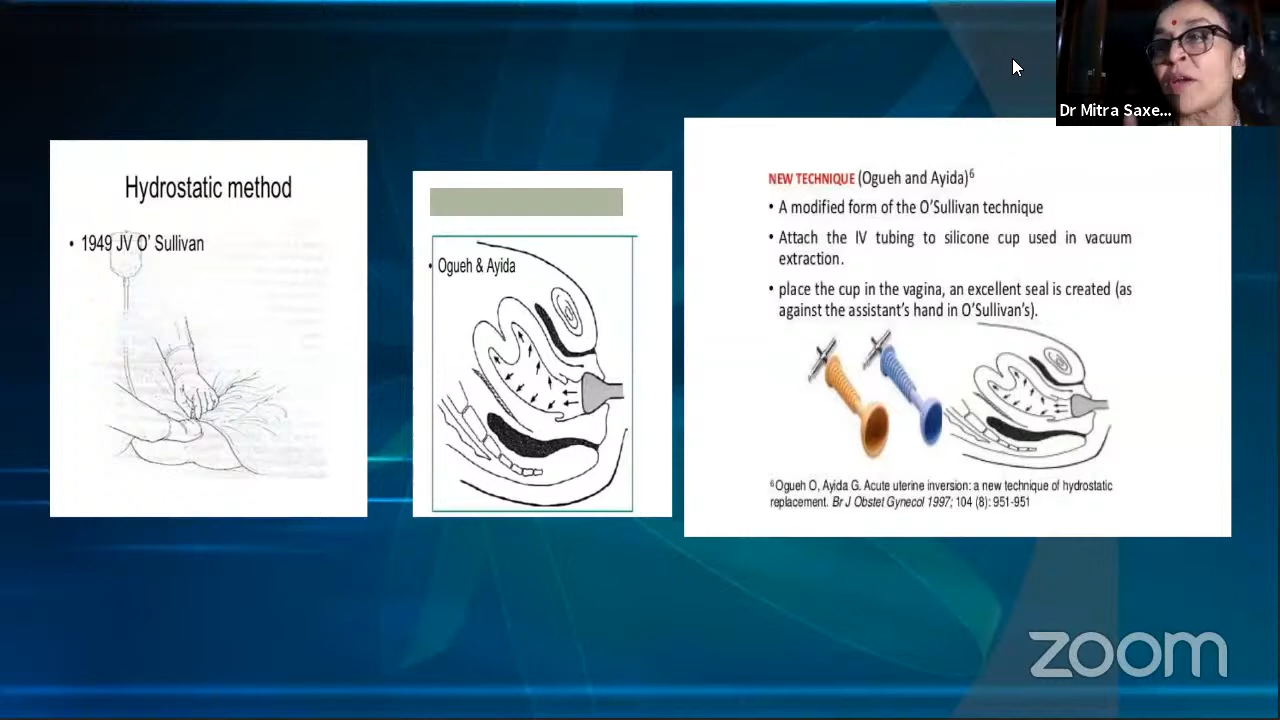 Dr Mitra Saxe...
Hydrostatic method
• 1949 JV O' Sullivan
• Ogueh & Ayida
NEW TECHNIQUE (Ogueh and Ayida)6
• A modified form of the O'Sullivan technique
• Attach the IV tubing to silicone cup used in vacuum
extraction.
• place the cup in the vagina, an excellent seal is created (as
against the assistant's hand in O'Sullivan's).
6 Ogueh O, Ayida G. Acute uterine inversion: a new technique of hydrostatic
replacement. Br J Obstet Gynecol 1997; 104 (8): 951-951
zoom